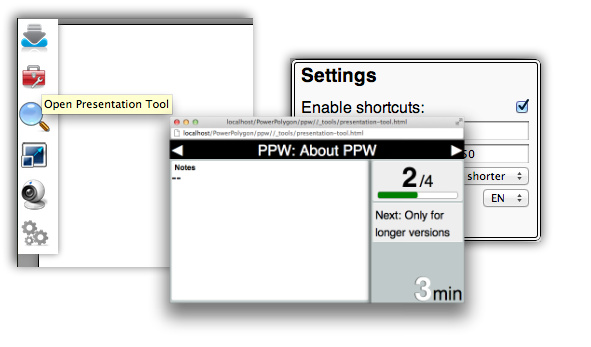 Open Presentation Tool
Settings
Enable shortcuts:
50
shorter
EN
localhost/PowerPolygon/ppw//_tools/presentation-tool.html
localhost/PowerPolygon/ppw//_tools/presentation-tool.html
PPW: About PPW
Notes
--
2/4
Next: Only for
longer versions
3min